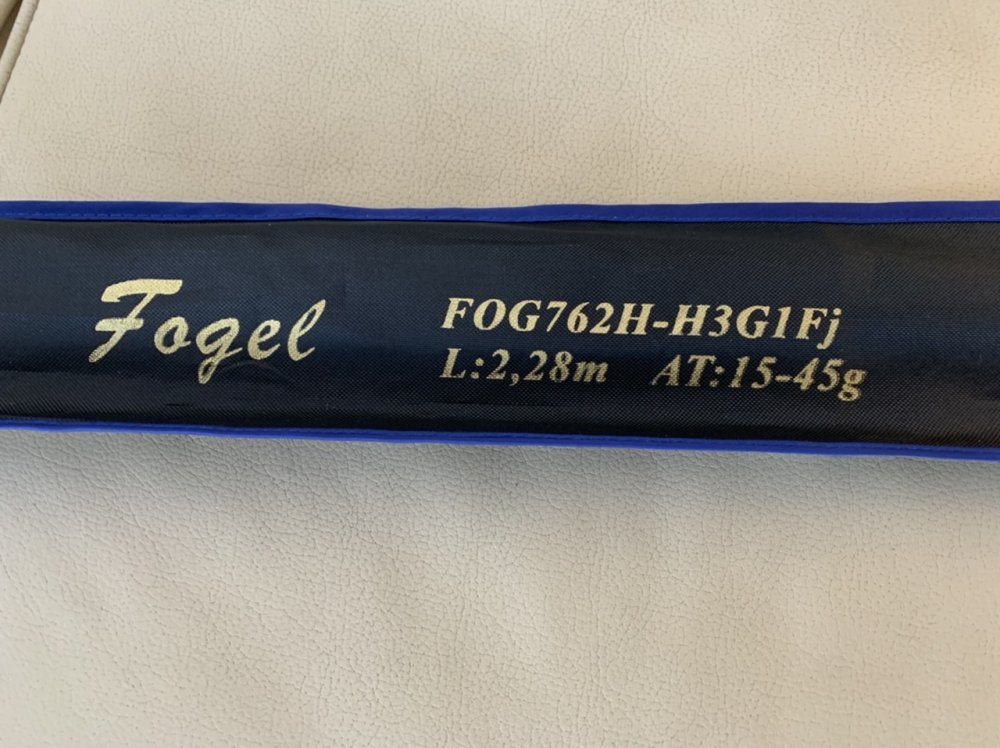 Fogel
FOG762H-H3G1Fj
L:2,28m AT:15-45g